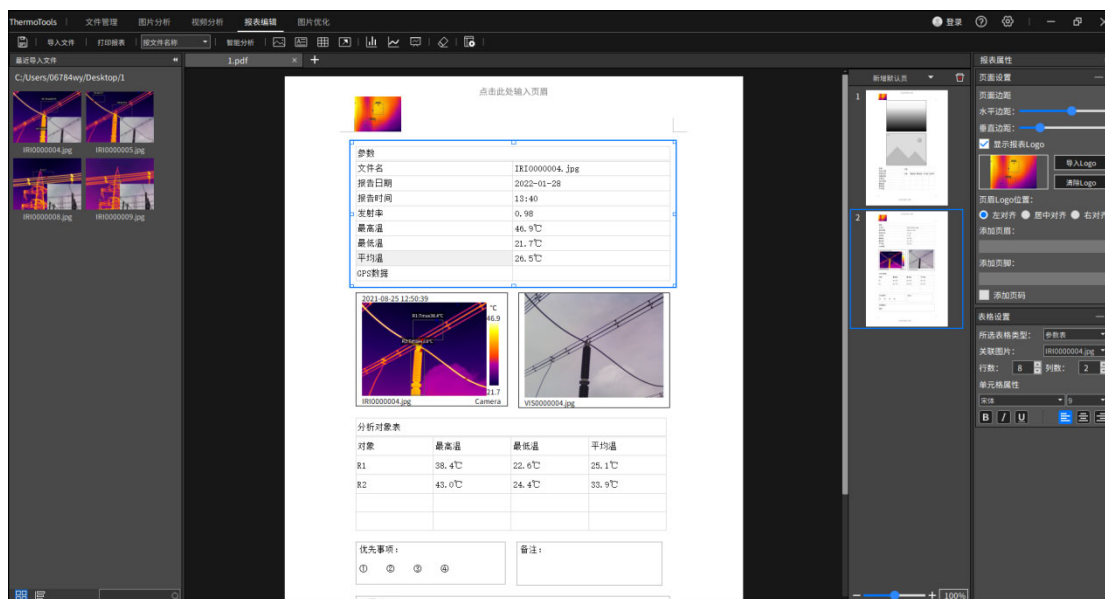 ThermoTools 文件管理 图片分析 视频分析 报表编辑 图片优化 登录
导入文件 打印报表 按文件名称 智能分析
最近导入文件 1.pdf 报表属性
C:/Users/06784wy/Desktop/1
IRI0000004.jpg IRI0000005.jpg
IRI0000008.jpg IRI0000009.jpg
点击此处输入页眉
参数
文件名 IRI0000004.jpg
报告日期 2022-01-28
报告时间 13:40
发射率 0.98
最高温 46.9℃
最低温 21.7℃
平均温 26.5℃
GPS数据
2021-08-25 12:50:39
℃
46.9
R1:Tmax38.4℃
21.7
IRI0000004.jpg Camera
VIS0000004.jpg
分析对象表
对象 最高温 最低温 平均温
R1 38.4℃ 22.6℃ 25.1℃
R2 43.0℃ 24.4℃ 33.9℃
优先事项: 备注:
① ② ③ ④
新增默认页
1
2
100%
页面设置
页面边距
水平边距:
垂直边距:
显示报表Logo
导入Logo
清除Logo
页眉Logo位置:
左对齐 居中对齐 右对齐
添加页眉:
添加页脚:
添加页码
表格设置
所选表格类型: 参数表
关联图片: IRI0000004.jpg
行数: 8 列数: 2
单元格属性
宋体 9
B I U